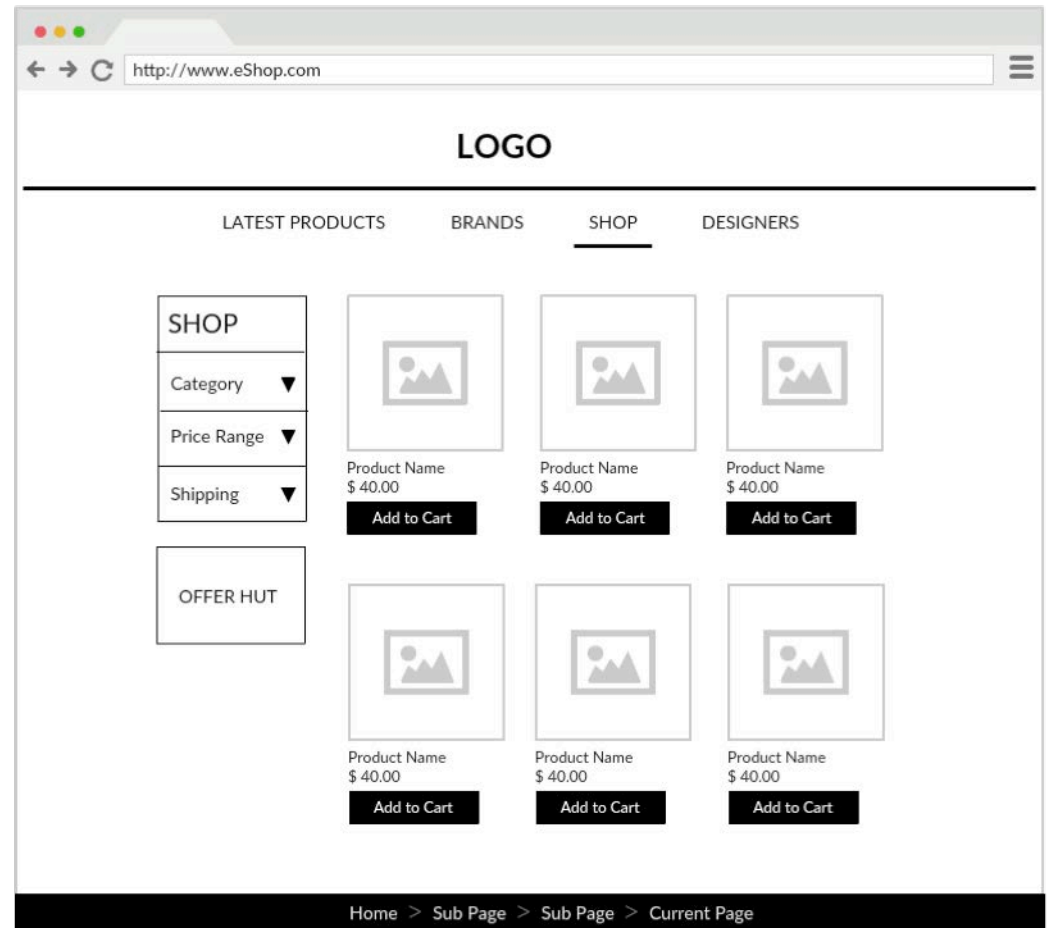 http://www.eShop.com
LOGO
LATEST PRODUCTS BRANDS SHOP DESIGNERS
SHOP
Category
Price Range
Shipping
OFFER HUT
Product Name Product Name Product Name
$ 40.00 $ 40.00 $ 40.00
Add to Cart Add to Cart Add to Cart
Product Name Product Name Product Name
$ 40.00 $ 40.00 $ 40.00
Add to Cart Add to Cart Add to Cart
Home > Sub Page > Sub Page > Current Page